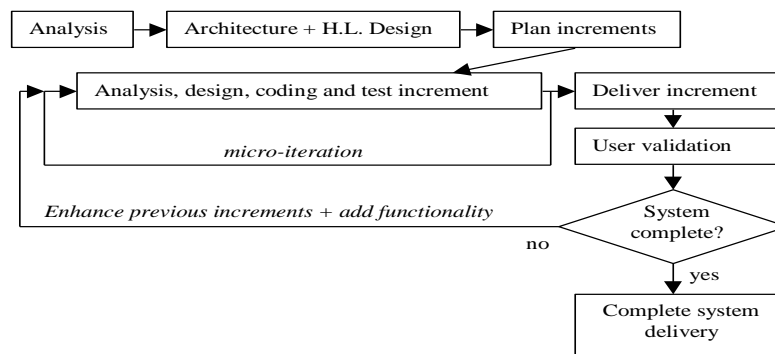 Analysis
Architecture + H.L. Design
Plan increments
Analysis, design, coding and test increment
Deliver increment
micro-iteration
User validation
Enhance previous increments + add functionality
System
complete?
no
yes
Complete system
delivery